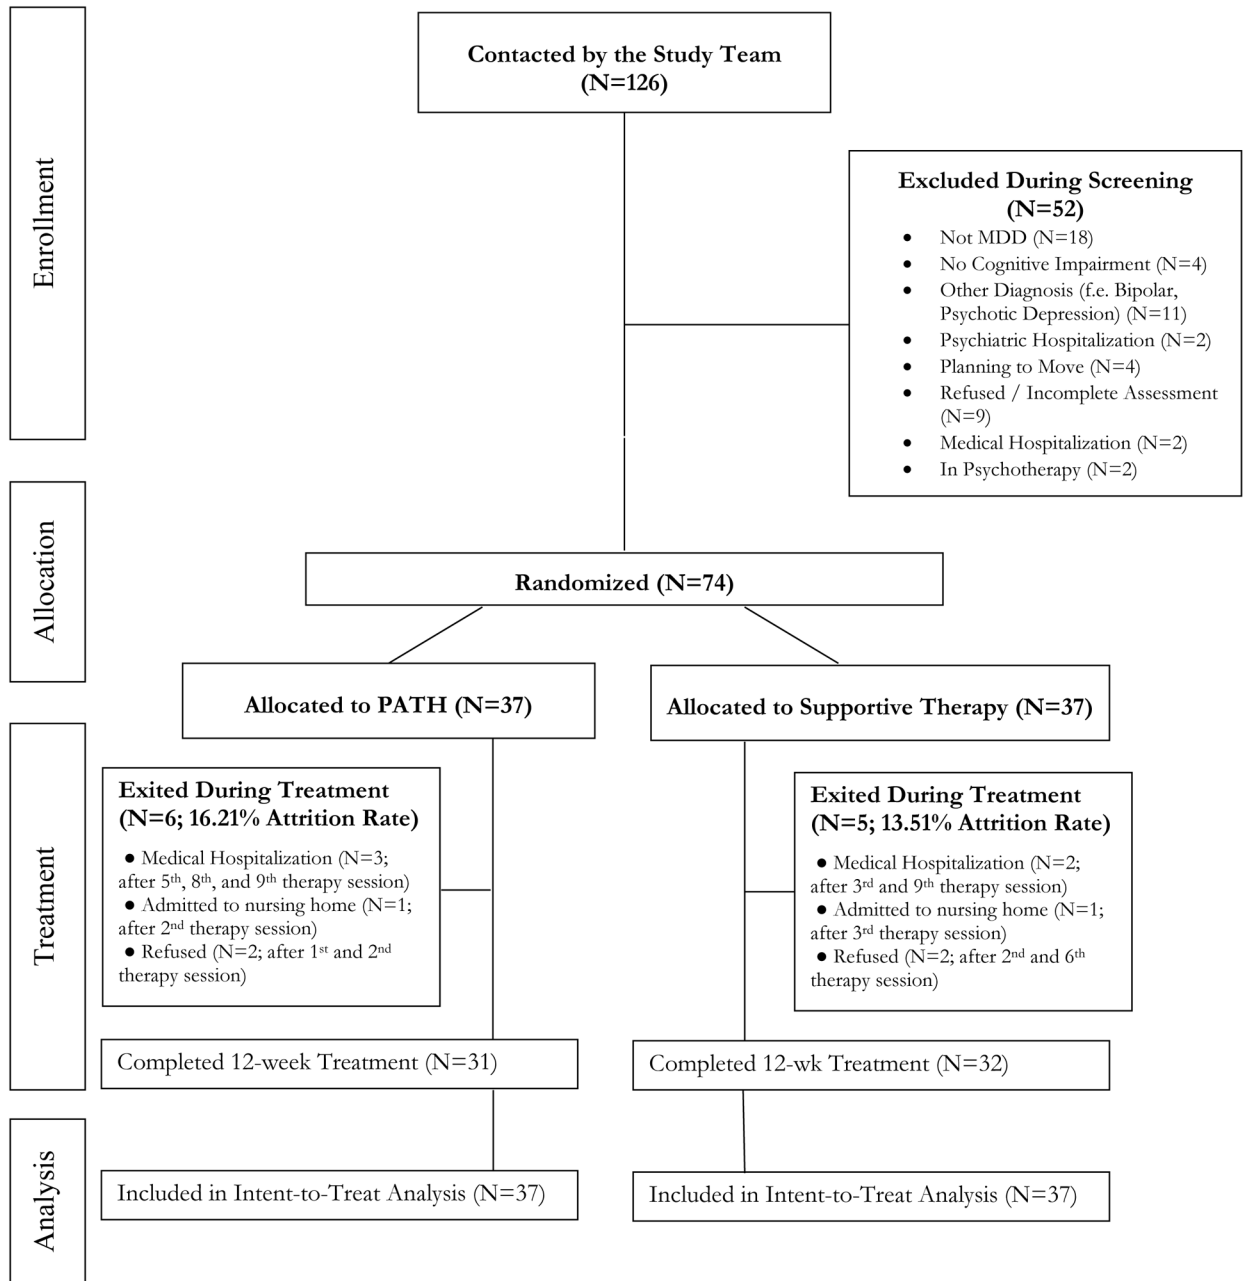 Enrollment
Contacted by the Study Team
(N=126)
Excluded During Screening
(N=52)
• Not MDD (N=18)
• No Cognitive Impairment (N=4)
• Other Diagnosis (f.e. Bipolar,
Psychotic Depression) (N=11)
• Psychiatric Hospitalization (N=2)
• Planning to Move (N=4)
• Refused / Incomplete Assessment
(N=9)
• Medical Hospitalization (N=2)
• In Psychotherapy (N=2)
Allocation
Randomized (N=74)
Allocated to PATH (N=37)
Allocated to Supportive Therapy (N=37)
Treatment
Exited During Treatment
(N=6; 16.21% Attrition Rate)
● Medical Hospitalization (N=3;
after 5th, 8th, and 9th therapy session)
● Admitted to nursing home (N=1;
after 2nd therapy session)
● Refused (N=2; after 1st and 2nd
therapy session)
Exited During Treatment
(N=5; 13.51% Attrition Rate)
● Medical Hospitalization (N=2;
after 3rd and 9th therapy session)
● Admitted to nursing home (N=1;
after 3rd therapy session)
● Refused (N=2; after 2nd and 6th
therapy session)
Completed 12-week Treatment (N=31)
Completed 12-wk Treatment (N=32)
Analysis
Included in Intent-to-Treat Analysis (N=37)
Included in Intent-to-Treat Analysis (N=37)